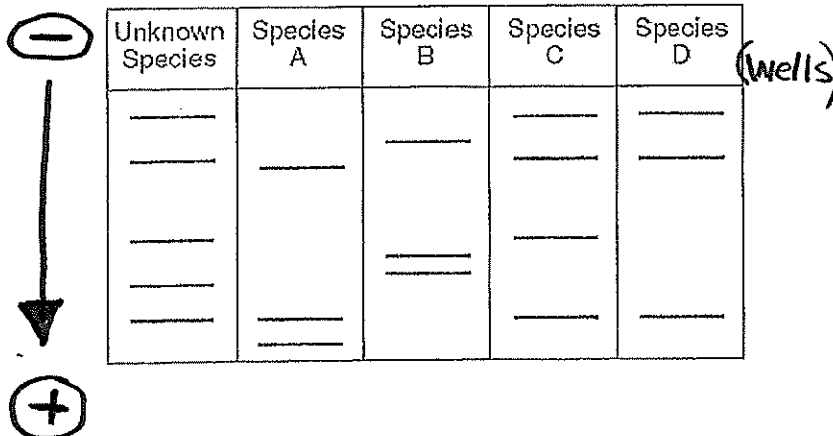 −
Unknown Species
Species A
Species B
Species C
Species D
(wells)
+